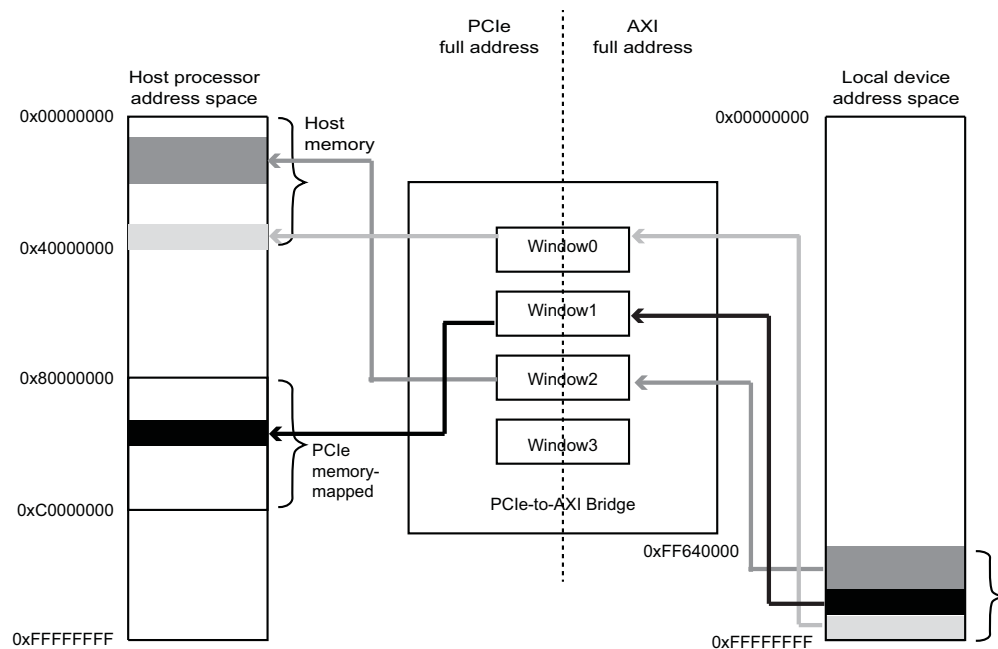 PCIe
full address
AXI
full address
Host processor
address space
Local device
address space
0x00000000
Host
memory
0x00000000
0x40000000
Window0
Window1
0x80000000
Window2
Window3
PCIe
memory-
mapped
0xC0000000
PCIe-to-AXI Bridge
0xFF640000
0xFFFFFFFF
0xFFFFFFFF